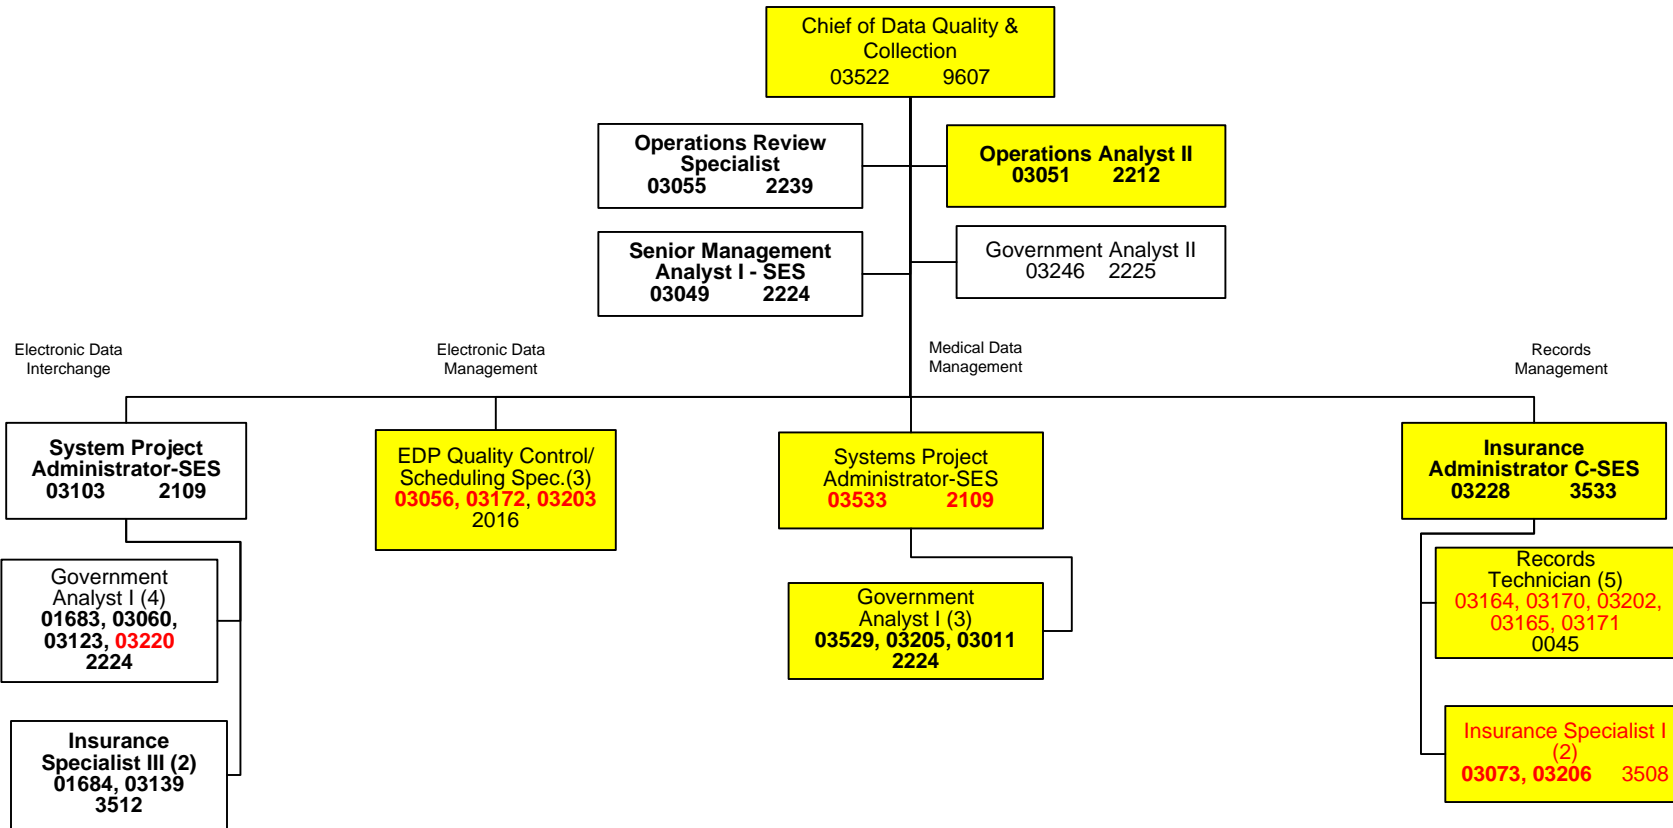 Chief of Data Quality &
Collection
03522 9607
Operations Review
Specialist
03055 2239
Operations Analyst II
03051 2212
Senior Management
Analyst I - SES
03049 2224
Government Analyst II
03246 2225
Electronic Data
Interchange
Electronic Data
Management
Medical Data
Management
Records
Management
System Project
Administrator-SES
03103 2109
EDP Quality Control/
Scheduling Spec.(3)
03056, 03172, 03203
2016
Systems Project
Administrator-SES
03533 2109
Insurance
Administrator C-SES
03228 3533
Government
Analyst I (4)
01683, 03060,
03123, 03220
2224
Government
Analyst I (3)
03529, 03205, 03011
2224
Records
Technician (5)
03164, 03170, 03202,
03165, 03171
0045
Insurance
Specialist III (2)
01684, 03139
3512
Insurance Specialist I
(2)
03073, 03206 3508